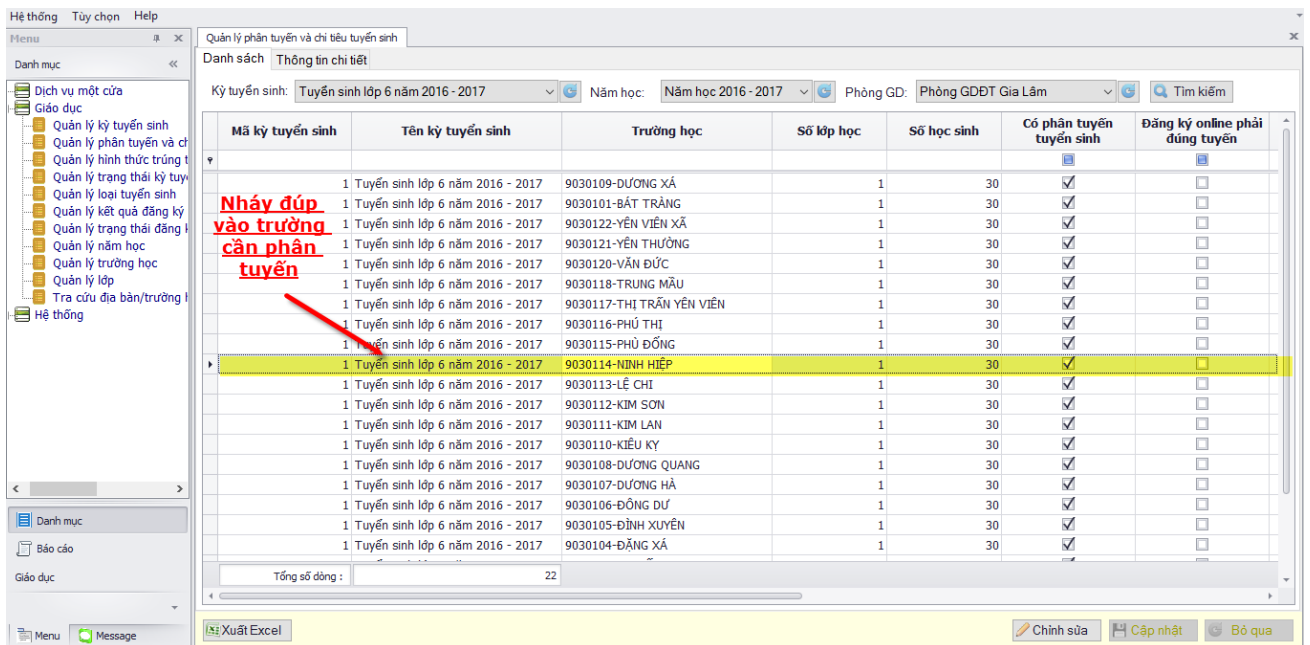 Hệ thống Tùy chọn Help
Menu
Quản lý phân tuyến và chỉ tiêu tuyển sinh
Danh mục
Danh sách Thông tin chi tiết
Dịch vụ một cửa
Giáo dục
Quản lý kỳ tuyển sinh
Quản lý phân tuyến và ch
Quản lý hình thức trúng t
Quản lý trạng thái kỳ tuy
Quản lý loại tuyển sinh
Quản lý kết quả đăng ký
Quản lý trạng thái đăng k
Quản lý năm học
Quản lý trường học
Quản lý lớp
Tra cứu địa bàn/trường h
Hệ thống
Danh mục
Báo cáo
Giáo dục
Menu Message
Kỳ tuyển sinh: Tuyển sinh lớp 6 năm 2016 - 2017 Năm học: Năm học 2016 - 2017 Phòng GD: Phòng GDĐT Gia Lâm Tìm kiếm
Mã kỳ tuyển sinh Tên kỳ tuyển sinh Trường học Số lớp học Số học sinh Có phân tuyến tuyển sinh Đăng ký online phải đúng tuyến
1 Tuyển sinh lớp 6 năm 2016 - 2017 9030109-DƯƠNG XÁ 1 30
1 Tuyển sinh lớp 6 năm 2016 - 2017 9030101-BÁT TRÀNG 1 30
1 Tuyển sinh lớp 6 năm 2016 - 2017 9030122-YÊN VIÊN XÃ 1 30
1 Tuyển sinh lớp 6 năm 2016 - 2017 9030121-YÊN THƯỜNG 1 30
1 Tuyển sinh lớp 6 năm 2016 - 2017 9030120-VĂN ĐỨC 1 30
1 Tuyển sinh lớp 6 năm 2016 - 2017 9030118-TRUNG MẦU 1 30
1 Tuyển sinh lớp 6 năm 2016 - 2017 9030117-THỊ TRẤN YÊN VIÊN 1 30
1 Tuyển sinh lớp 6 năm 2016 - 2017 9030116-PHÚ THỊ 1 30
1 Tuyển sinh lớp 6 năm 2016 - 2017 9030115-PHÙ ĐỔNG 1 30
1 Tuyển sinh lớp 6 năm 2016 - 2017 9030114-NINH HIỆP 1 30
1 Tuyển sinh lớp 6 năm 2016 - 2017 9030113-LỆ CHI 1 30
1 Tuyển sinh lớp 6 năm 2016 - 2017 9030112-KIM SƠN 1 30
1 Tuyển sinh lớp 6 năm 2016 - 2017 9030111-KIM LAN 1 30
1 Tuyển sinh lớp 6 năm 2016 - 2017 9030110-KIÊU KỴ 1 30
1 Tuyển sinh lớp 6 năm 2016 - 2017 9030108-DƯƠNG QUANG 1 30
1 Tuyển sinh lớp 6 năm 2016 - 2017 9030107-DƯƠNG HÀ 1 30
1 Tuyển sinh lớp 6 năm 2016 - 2017 9030106-ĐÔNG DƯ 1 30
1 Tuyển sinh lớp 6 năm 2016 - 2017 9030105-ĐÌNH XUYÊN 1 30
1 Tuyển sinh lớp 6 năm 2016 - 2017 9030104-ĐẶNG XÁ 1 30
Nháy đúp
vào trường
cần phân
tuyến
Tổng số dòng : 22
Xuất Excel Chỉnh sửa Cập nhật Bỏ qua